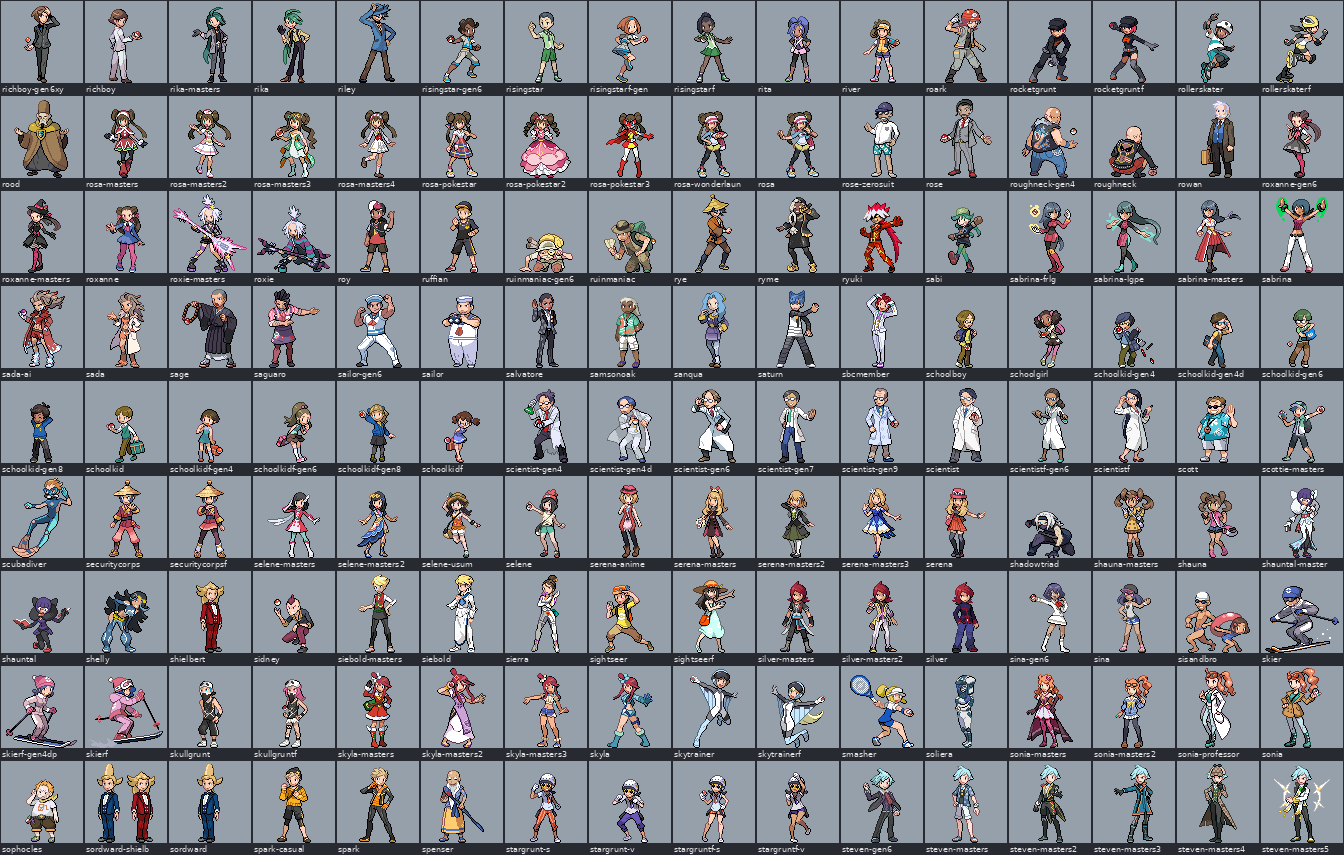 richboy-gen6xy richboy rika-masters rika riley risingstar-gen6 risingstar risingstarf-gen risingstarf rita river roark rocketgrunt rocketgruntf rollerskater rollerskaterf
rood rosa-masters rosa-masters2 rosa-masters3 rosa-masters4 rosa-pokestar rosa-pokestar2 rosa-pokestar3 rosa-wonderlaun rosa rose-zerosuit rose roughneck-gen4 roughneck rowan roxanne-gen6
roxanne-masters roxanne roxie-masters roxie roy ruffian ruinmaniac-gen6 ruinmaniac rye ryme ryuki sabi sabrina-frlg sabrina-lgpe sabrina-masters sabrina
sada-ai sada sage saguaro sailor-gen6 sailor salvatore samsonoak sanqua saturn sbcmember schoolboy schoolgirl schoolkid-gen4 schoolkid-gen4d schoolkid-gen6
schoolkid-gen8 schoolkid schoolkidf-gen4 schoolkidf-gen6 schoolkidf-gen8 schoolkidf scientist-gen4 scientist-gen4d scientist-gen6 scientist-gen7 scientist-gen9 scientist scientistf-gen6 scientistf scott scottie-masters
scubadiver securitycorps securitycorpsf selene-masters selene-masters2 selene-usum selene serena-anime serena-masters serena-masters2 serena-masters3 serena shadowtriad shauna-masters shauna shauntal-master
shauntal shelly shielbert sidney siebold-masters siebold sierra sightseer sightseerf silver-masters silver-masters2 silver sina-gen6 sina sisandbro skier
skierf-gen4dp skierf skullgrunt skullgruntf skyla-masters skyla-masters2 skyla-masters3 skyla skytrainer skytrainerf smasher soliera sonia-masters sonia-masters2 sonia-professor sonia
sophocles sordward-shielb sordward spark-casual spark spenser stargrunt-s stargrunt-v stargruntf-s stargruntf-v steven-gen6 steven-masters steven-masters2 steven-masters3 steven-masters4 steven-masters5